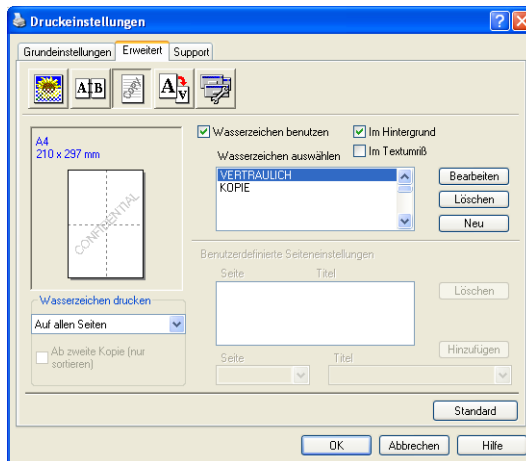 Druckeinstellungen
Grundeinstellungen Erweitert Support
A B COPY A V
A4
210 x 297 mm
CONFIDENTIAL
Wasserzeichen benutzen Im Hintergrund
Im Textumriß
Wasserzeichen auswählen
VERTRAULICH
KOPIE
Bearbeiten
Löschen
Neu
Wasserzeichen drucken
Auf allen Seiten
Ab zweite Kopie (nur
sortieren)
Benutzerdefinierte Seiteneinstellungen
Seite Titel
Löschen
Hinzufügen
Seite Titel
Standard
OK Abbrechen Hilfe